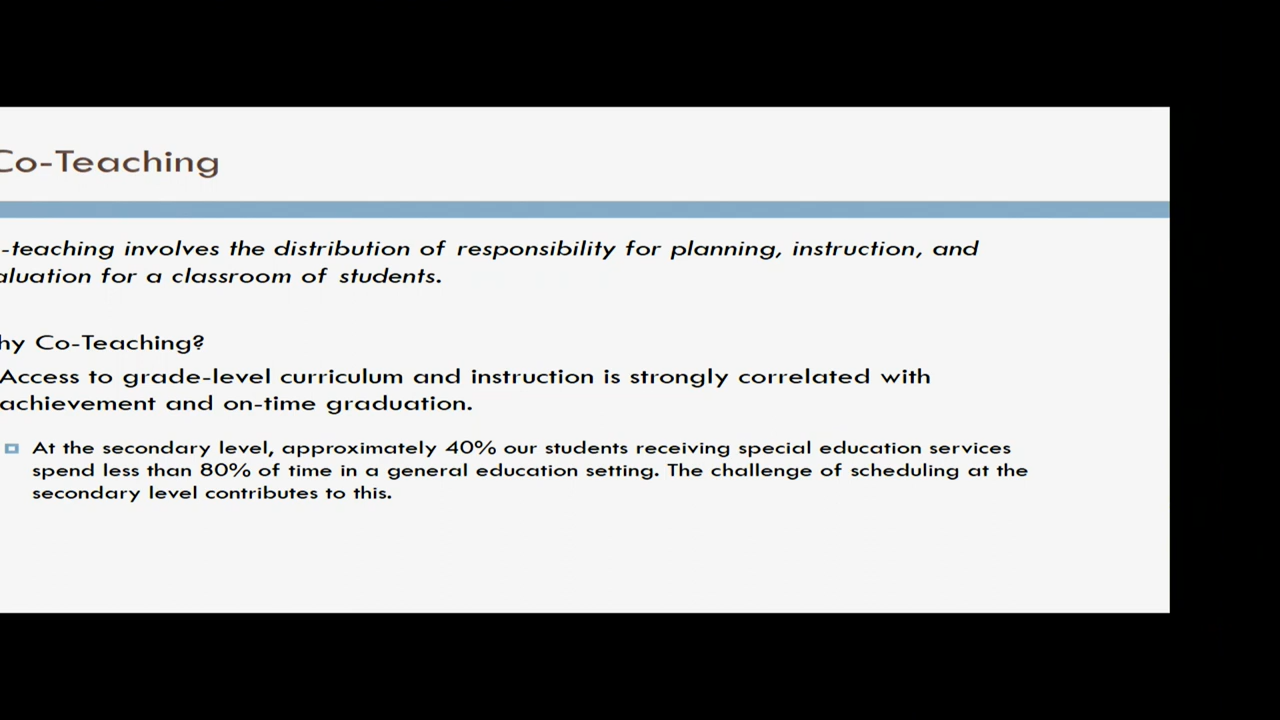 Co-Teaching
-teaching involves the distribution of responsibility for planning, instruction, and
aluation for a classroom of students.
hy Co-Teaching?
Access to grade-level curriculum and instruction is strongly correlated with
achievement and on-time graduation.
At the secondary level, approximately 40% our students receiving special education services
spend less than 80% of time in a general education setting. The challenge of scheduling at the
secondary level contributes to this.